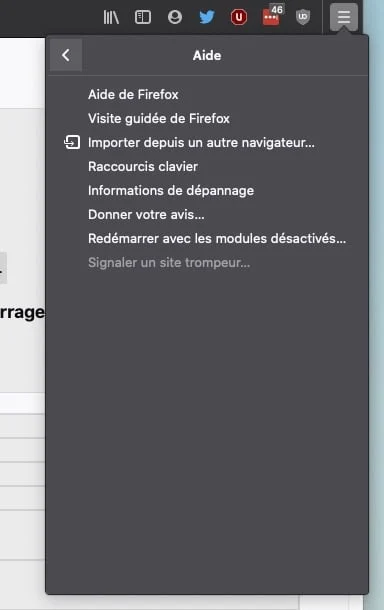 46
Aide
Aide de Firefox
Visite guidée de Firefox
Importer depuis un autre navigateur...
Raccourcis clavier
Informations de dépannage
Donner votre avis...
Redémarrer avec les modules désactivés...
Signaler un site trompeur...
rrage